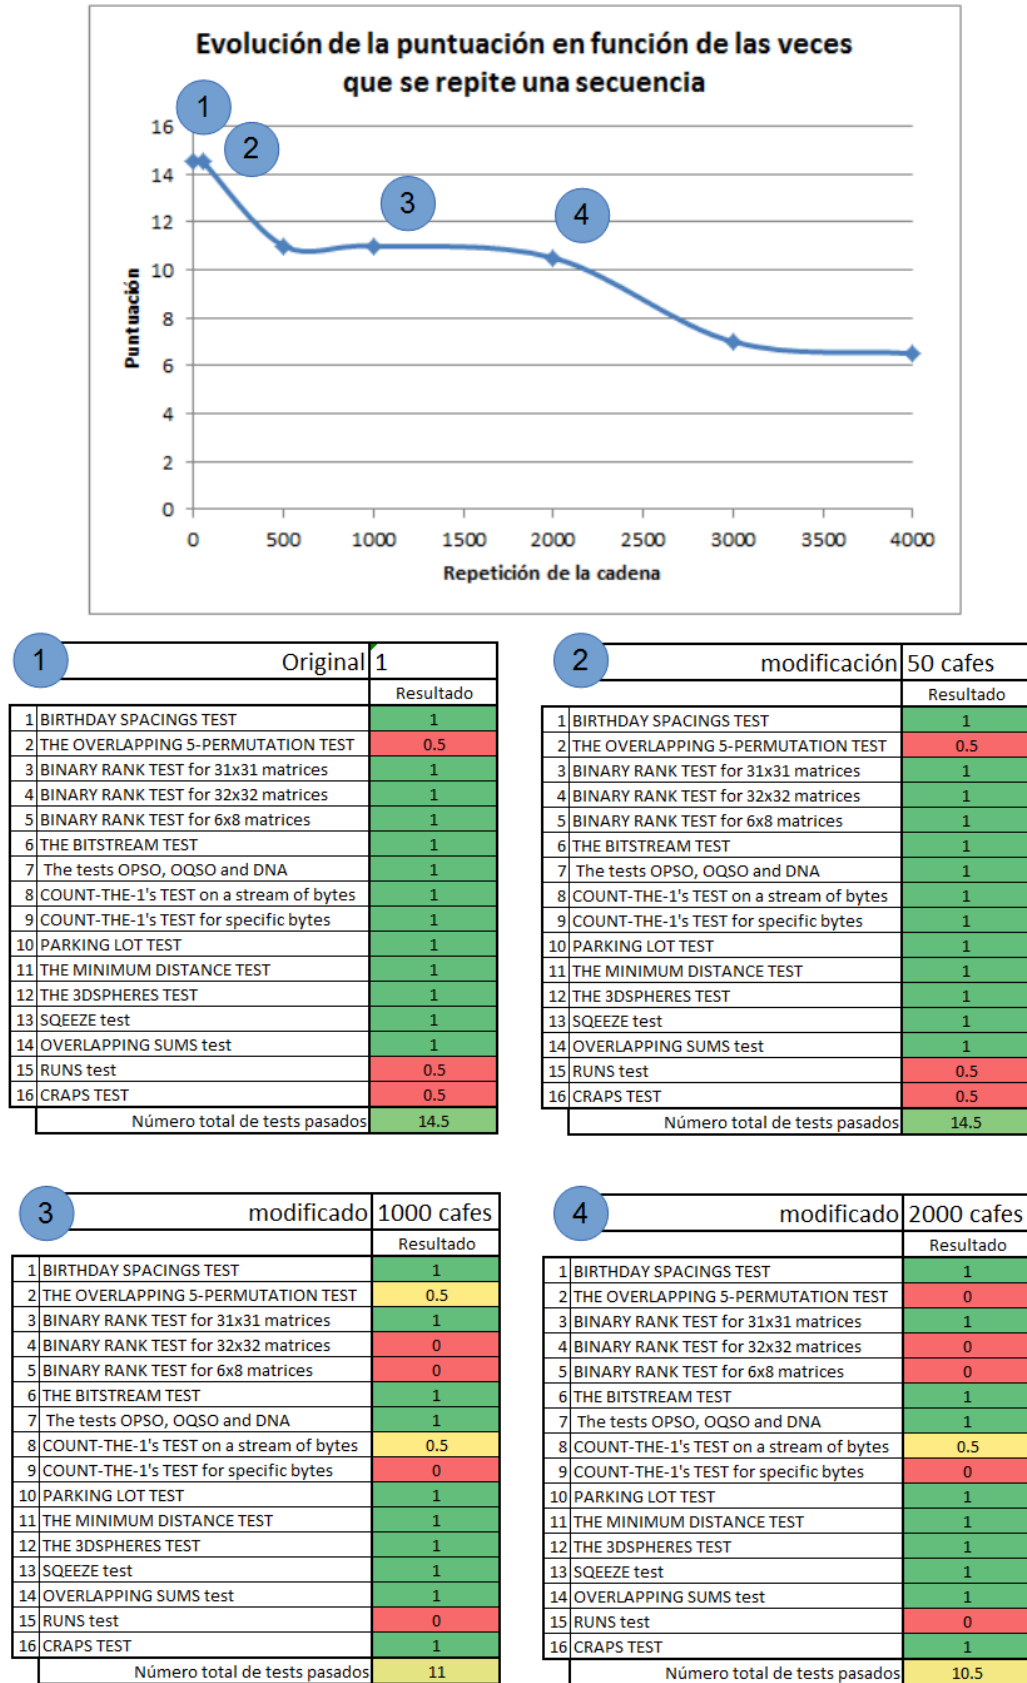 Evolución de la puntuación en función de las veces
que se repite una secuencia
1
2
3
4
16
14
12
10
8
6
4
2
0
Puntuación
0 500 1000 1500 2000 2500 3000 3500 4000
Repetición de la cadena
1
Original 1
Resultado
1 BIRTHDAY SPACINGS TEST 1
2 THE OVERLAPPING 5-PERMUTATION TEST 0.5
3 BINARY RANK TEST for 31x31 matrices 1
4 BINARY RANK TEST for 32x32 matrices 1
5 BINARY RANK TEST for 6x8 matrices 1
6 THE BITSTREAM TEST 1
7 The tests OPSO, OQSO and DNA 1
8 COUNT-THE-1's TEST on a stream of bytes 1
9 COUNT-THE-1's TEST for specific bytes 1
10 PARKING LOT TEST 1
11 THE MINIMUM DISTANCE TEST 1
12 THE 3DSPHERES TEST 1
13 SQEEZE test 1
14 OVERLAPPING SUMS test 1
15 RUNS test 0.5
16 CRAPS TEST 0.5
Número total de tests pasados 14.5
2
modificación 50 cafes
Resultado
1 BIRTHDAY SPACINGS TEST 1
2 THE OVERLAPPING 5-PERMUTATION TEST 0.5
3 BINARY RANK TEST for 31x31 matrices 1
4 BINARY RANK TEST for 32x32 matrices 1
5 BINARY RANK TEST for 6x8 matrices 1
6 THE BITSTREAM TEST 1
7 The tests OPSO, OQSO and DNA 1
8 COUNT-THE-1's TEST on a stream of bytes 1
9 COUNT-THE-1's TEST for specific bytes 1
10 PARKING LOT TEST 1
11 THE MINIMUM DISTANCE TEST 1
12 THE 3DSPHERES TEST 1
13 SQEEZE test 1
14 OVERLAPPING SUMS test 1
15 RUNS test 0.5
16 CRAPS TEST 0.5
Número total de tests pasados 14.5
3
modificado 1000 cafes
Resultado
1 BIRTHDAY SPACINGS TEST 1
2 THE OVERLAPPING 5-PERMUTATION TEST 0.5
3 BINARY RANK TEST for 31x31 matrices 1
4 BINARY RANK TEST for 32x32 matrices 0
5 BINARY RANK TEST for 6x8 matrices 0
6 THE BITSTREAM TEST 1
7 The tests OPSO, OQSO and DNA 1
8 COUNT-THE-1's TEST on a stream of bytes 0.5
9 COUNT-THE-1's TEST for specific bytes 0
10 PARKING LOT TEST 1
11 THE MINIMUM DISTANCE TEST 1
12 THE 3DSPHERES TEST 1
13 SQEEZE test 1
14 OVERLAPPING SUMS test 1
15 RUNS test 0
16 CRAPS TEST 1
Número total de tests pasados 11
4
modificado 2000 cafes
Resultado
1 BIRTHDAY SPACINGS TEST 1
2 THE OVERLAPPING 5-PERMUTATION TEST 0
3 BINARY RANK TEST for 31x31 matrices 1
4 BINARY RANK TEST for 32x32 matrices 0
5 BINARY RANK TEST for 6x8 matrices 0
6 THE BITSTREAM TEST 1
7 The tests OPSO, OQSO and DNA 1
8 COUNT-THE-1's TEST on a stream of bytes 0.5
9 COUNT-THE-1's TEST for specific bytes 0
10 PARKING LOT TEST 1
11 THE MINIMUM DISTANCE TEST 1
12 THE 3DSPHERES TEST 1
13 SQEEZE test 1
14 OVERLAPPING SUMS test 1
15 RUNS test 0
16 CRAPS TEST 1
Número total de tests pasados 10.5